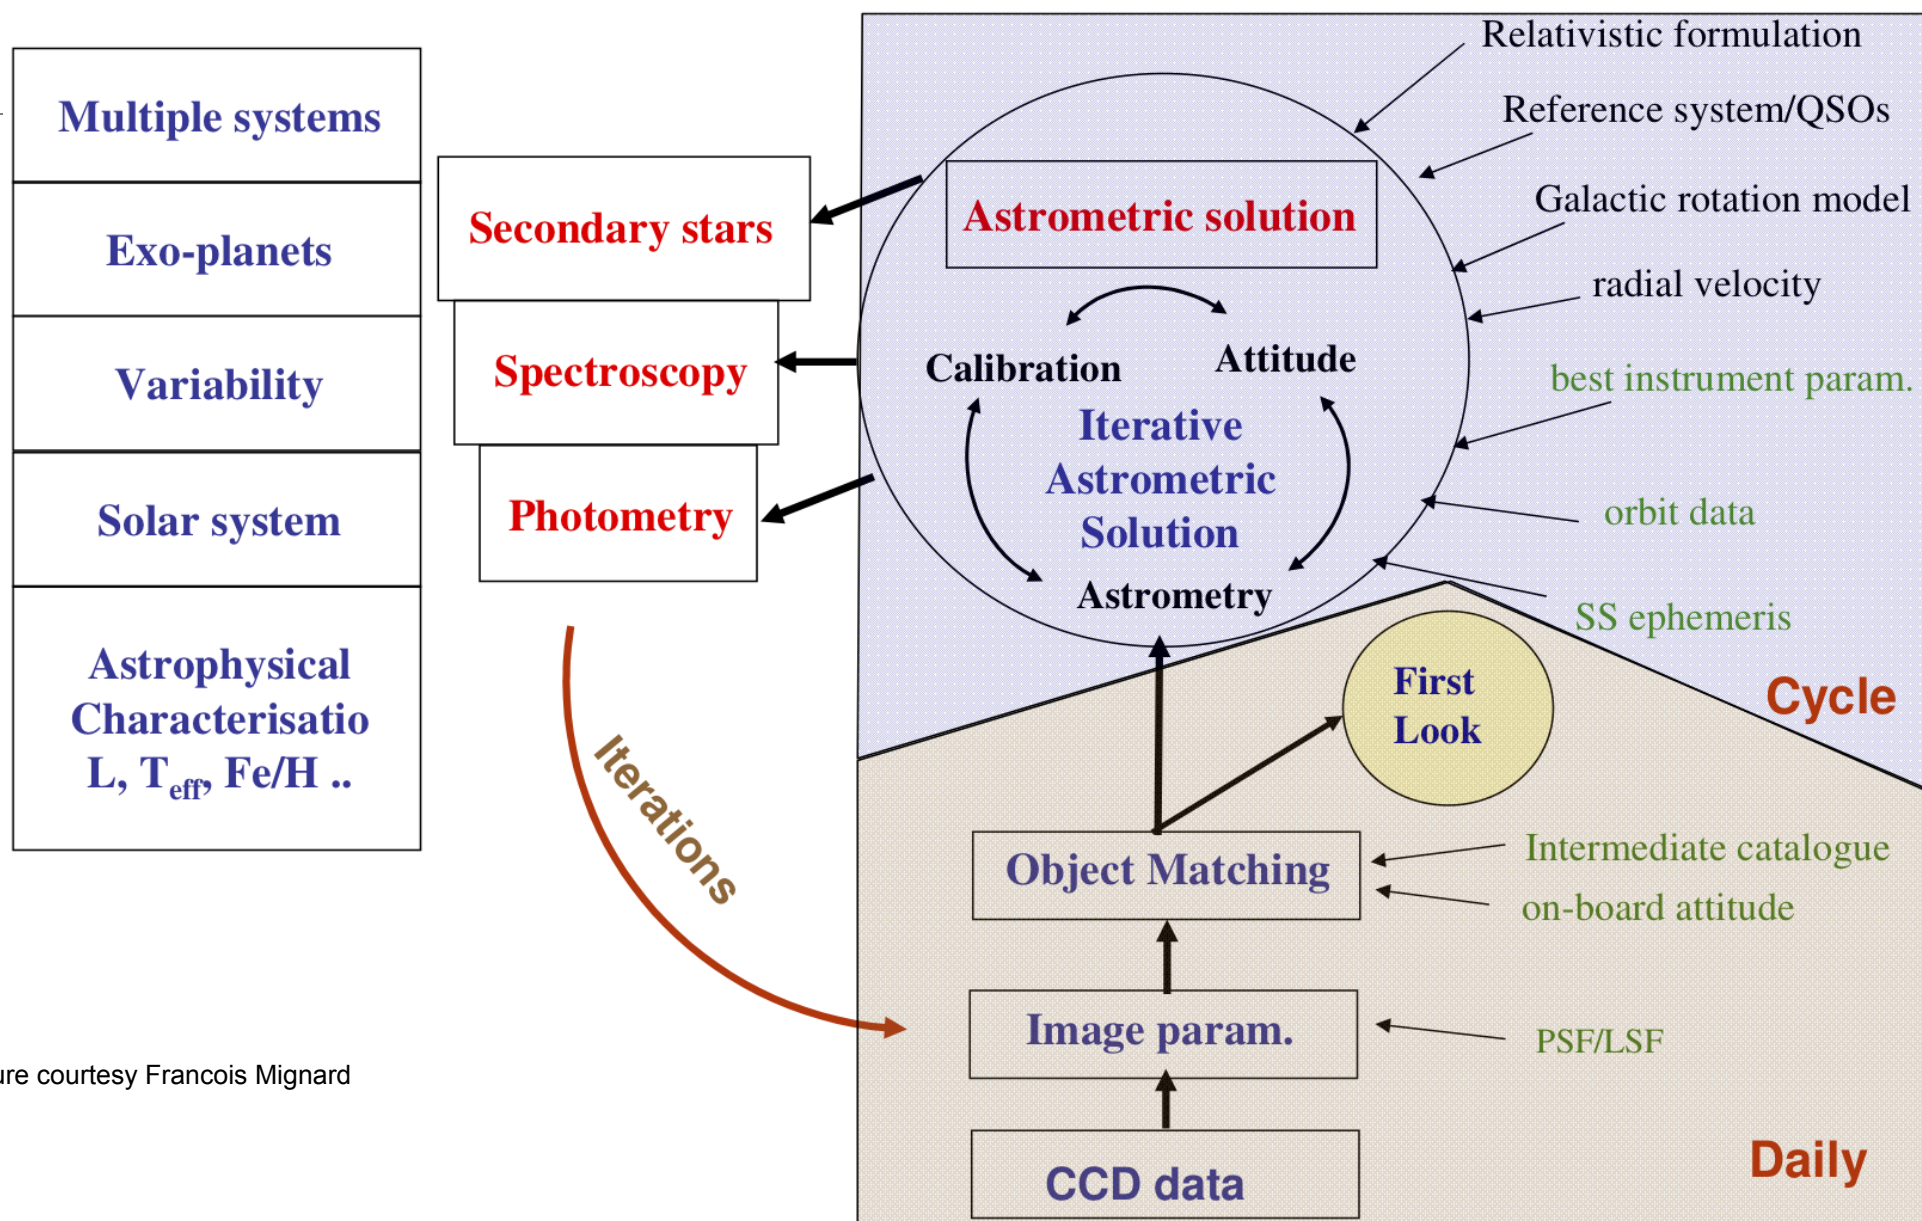 Multiple systems
Exo-planets
Variability
Solar system
Astrophysical
Characterisatio
L, Teff, Fe/H ..
Secondary stars
Spectroscopy
Photometry
Iterations
Astrometric solution
Calibration
Attitude
Iterative
Astrometric
Solution
Astrometry
Relativistic formulation
Reference system/QSOs
Galactic rotation model
radial velocity
best instrument param.
orbit data
SS ephemeris
Cycle
First
Look
Object Matching
Intermediate catalogue
on-board attitude
Image param.
PSF/LSF
CCD data
Daily
ure courtesy Francois Mignard